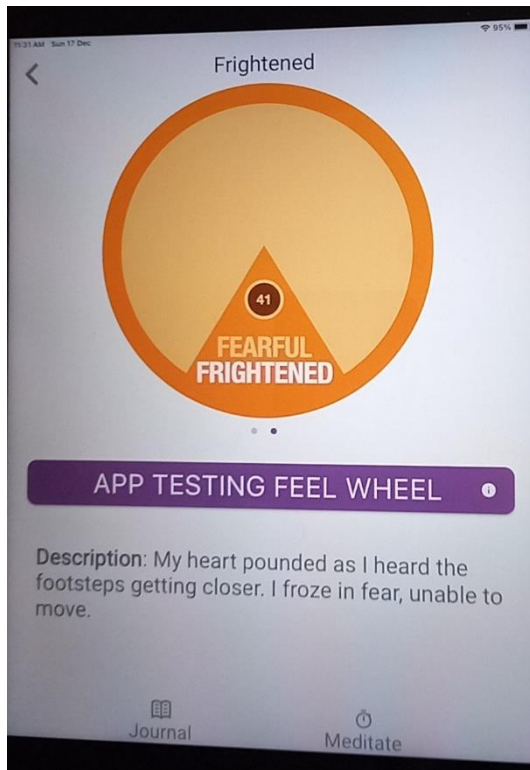 11:31 AM Sun 17 Dec
95%
Frightened
41
FEARFUL
FRIGHTENED
APP TESTING FEEL WHEEL
Description: My heart pounded as I heard the
footsteps getting closer. I froze in fear, unable to
move.
Journal
Meditate